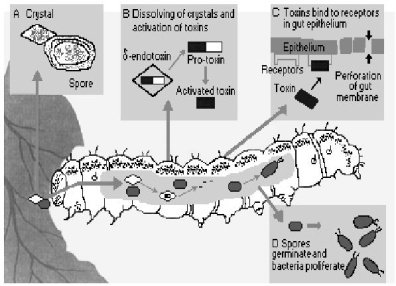 A Crystal
Spore
B Dissolving of crystals and
activation of toxins
δ-endotoxin
Pro-toxin
Activated toxin
C Toxins bind to receptors
in gut epithelium
Epithelium
Receptors
Toxin
Perforation
of gut
membrane
D Spores
germinate and
bacteria proliferate